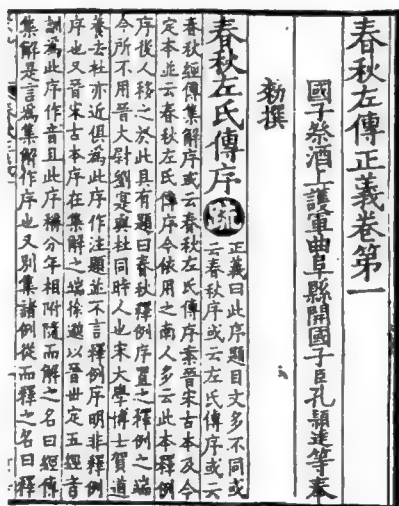 春秋左傳正義卷第一
國子祭酒上護軍曲阜縣開國子臣孔穎達等奉
勑撰
春秋左氏傳序 疏 正義曰此序題目文多不同或
云春秋序或云左氏傳序或云
春秋經傳集解序或云春秋左氏傳序案晉宋古本及今
定本並云春秋左氏傳序今依用之南人多云此本釋例
序後人移之於此且有題曰春秋釋例序置之釋例之端
今所不用晉大尉劉寔與杜同時人也宋大學博士賀道
養去杜亦近俱為此序作注題並不言釋例序明非釋例
序也又晉宋古本序在集解之端徐邈以晉世定五經音
訓為此序作音且此序稱分年相附隨而解之名曰經傳
集解是言為集解作序也又別集諸例從而釋之名曰釋